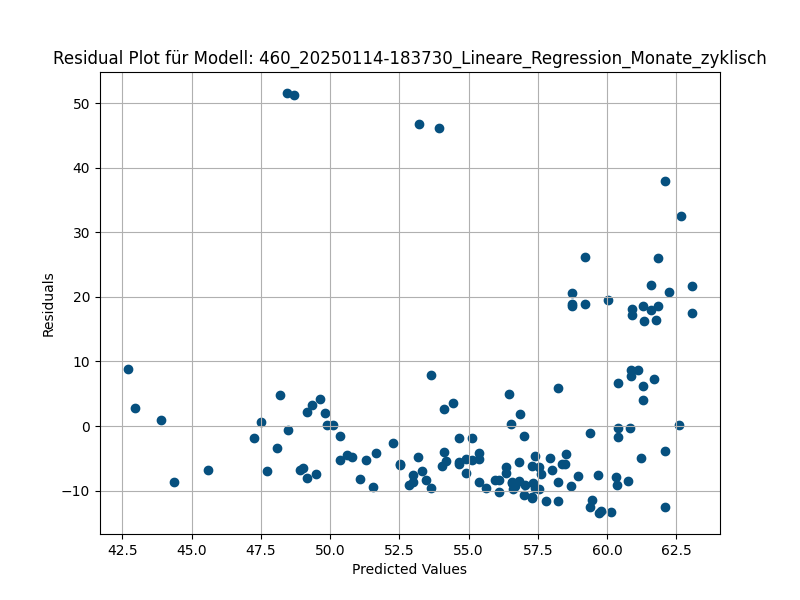 Residual Plot für Modell: 460_20250114-183730_Lineare_Regression_Monate_zyklisch
Residuals
50
40
30
20
10
0
−10
42.5 45.0 47.5 50.0 52.5 55.0 57.5 60.0 62.5
Predicted Values